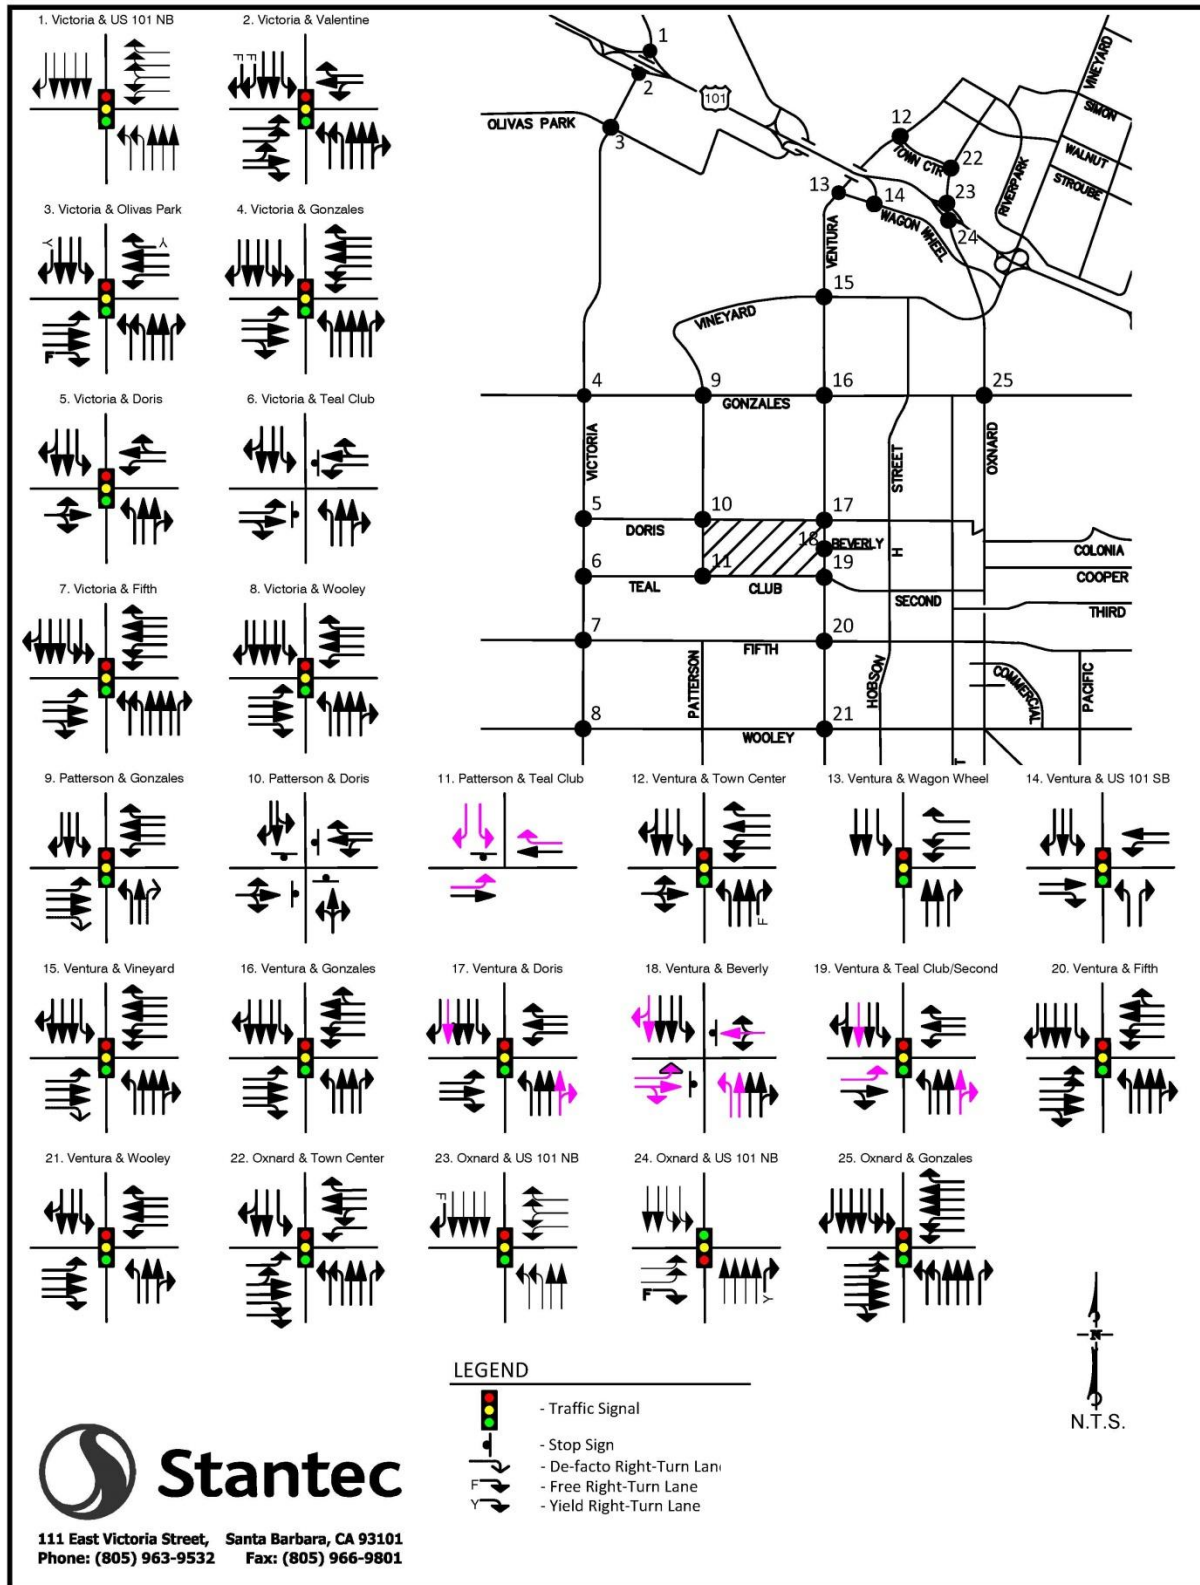 1. Victoria & US 101 NB
2. Victoria & Valentine
F F
3. Victoria & Olivas Park
Y
Y
F
4. Victoria & Gonzales
5. Victoria & Doris
6. Victoria & Teal Club
7. Victoria & Fifth
8. Victoria & Wooley
1
2
3
101
OLIVAS PARK
12
TOWN CTR
22
13
14
23
24
WAGON WHEEL
VENTURA
RIVERPARK
VINEYARD
SIMON
WALNUT
STROUBE
15
VINEYARD
4
9
16
25
GONZALES
VICTORIA
STREET
OXNARD
5
10
17
DORIS
18
BEVERLY
H
COLONIA
6
11
19
TEAL
CLUB
SECOND
COOPER
THIRD
7
20
FIFTH
PATTERSON
HOBSON
COMMERCIAL
PACIFIC
8
21
WOOLEY
T
9. Patterson & Gonzales
10. Patterson & Doris
11. Patterson & Teal Club
12. Ventura & Town Center
F
13. Ventura & Wagon Wheel
14. Ventura & US 101 SB
15. Ventura & Vineyard
16. Ventura & Gonzales
17. Ventura & Doris
18. Ventura & Beverly
19. Ventura & Teal Club/Second
20. Ventura & Fifth
21. Ventura & Wooley
22. Oxnard & Town Center
23. Oxnard & US 101 NB
F
24. Oxnard & US 101 NB
F
Y
25. Oxnard & Gonzales
N
N.T.S.
LEGEND
- Traffic Signal
- Stop Sign
- De-facto Right-Turn Lan
F - Free Right-Turn Lane
Y - Yield Right-Turn Lane
Stantec
111 East Victoria Street, Santa Barbara, CA 93101
Phone: (805) 963-9532 Fax: (805) 966-9801